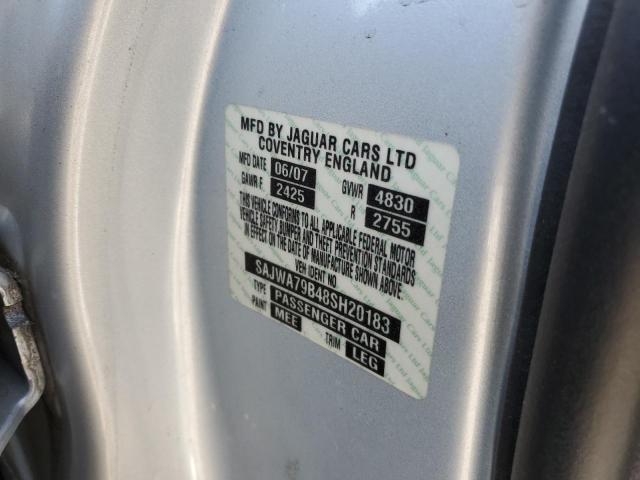 MFD BY JAGUAR CARS LTD
COVENTRY ENGLAND
MFD DATE 06/07 GVWR 4830
GAWR F. 2425 R 2755
THIS VEHICLE CONFORMS TO ALL APPLICABLE FEDERAL MOTOR
VEHICLE SAFETY BUMPER AND THEFT PREVENTION STANDARDS
IN EFFECT ON THE DATE OF MANUFACTURE SHOWN ABOVE.
VEH IDENT NO
SAJWA79B48SH20183
TYPE PASSENGER CAR
PAINT MEE TRIM LEG